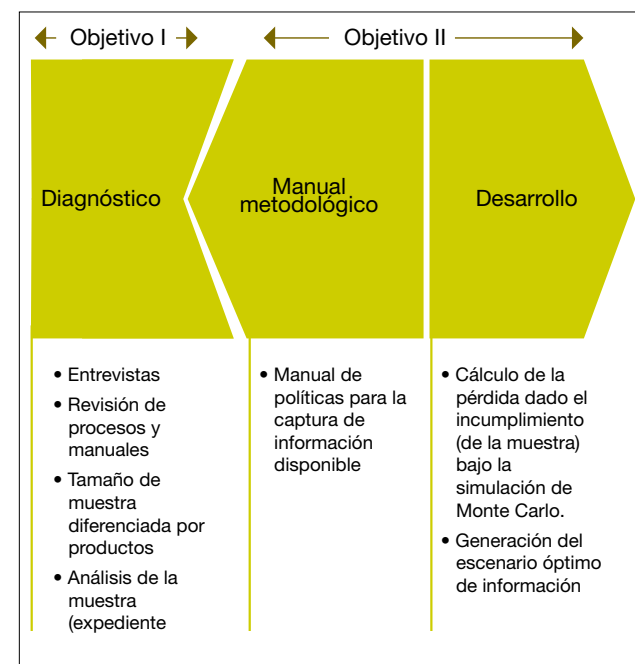 Objetivo I
Objetivo II
Diagnóstico
Manual
metodológico
Desarrollo
• Entrevistas
• Revisión de
procesos y
manuales
• Tamaño de
muestra
diferenciada por
productos
• Análisis de la
muestra
(expediente
• Manual de
políticas para la
captura de
información
disponible
• Cálculo de la
pérdida dado el
incumplimiento
(de la muestra)
bajo la
simulación de
Monte Carlo.
• Generación del
escenario óptimo
de información